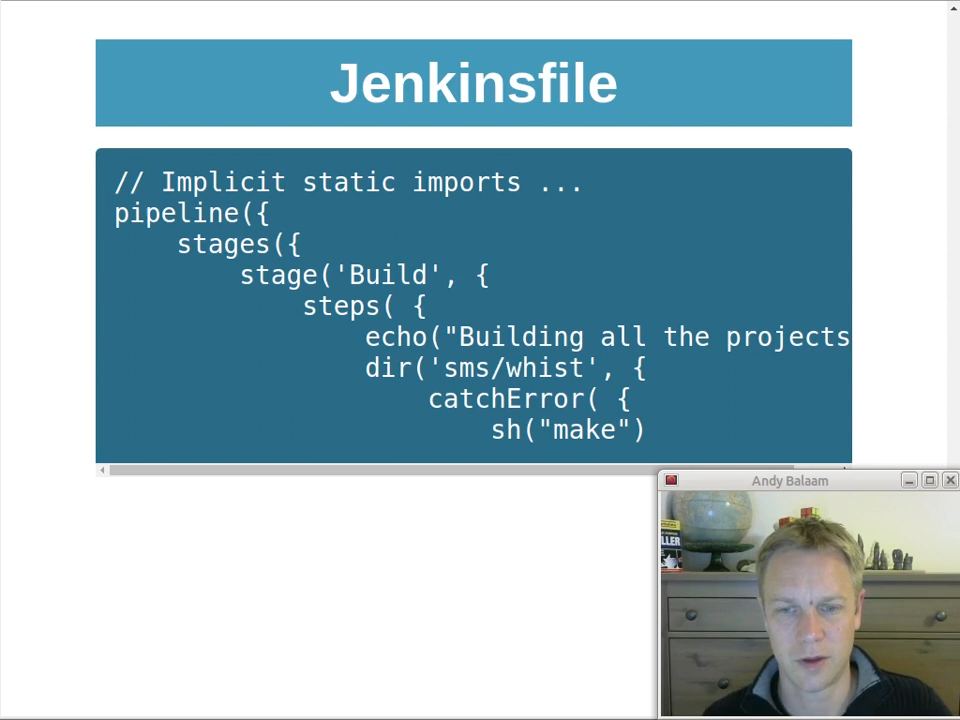 Jenkinsfile
// Implicit static imports ...
pipeline({
    stages({
        stage('Build', {
            steps( {
                echo("Building all the projects
                dir('sms/whist', {
                    catchError( {
                        sh("make")
Andy Balaam
LLER